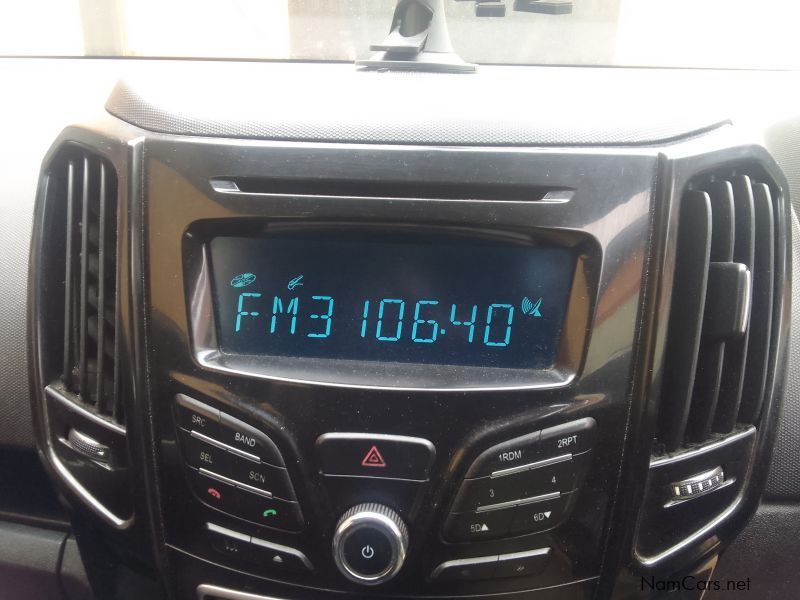 FM3 106.40
SRC BAND
SEL SCN
1RDM 2RPT
3 4
5D▲ 6D▼
NamCars.net